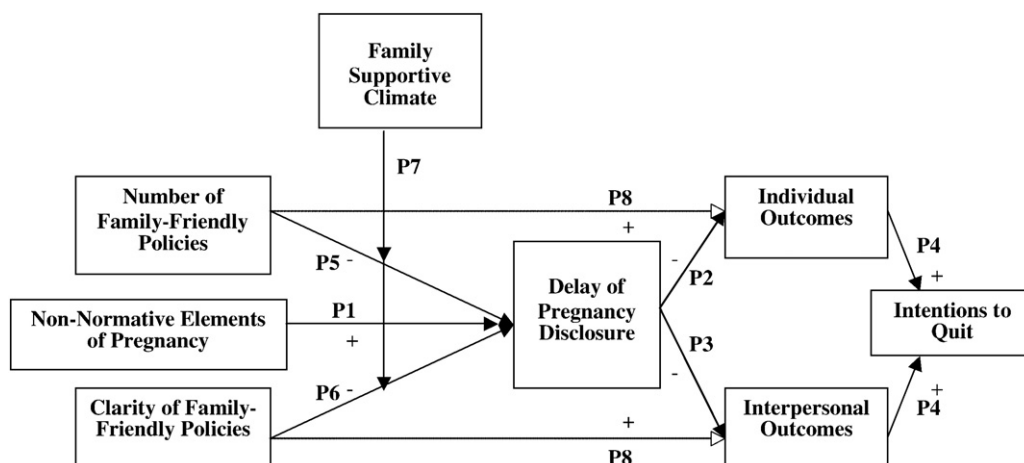 Family
Supportive
Climate
P7
Number of
Family-Friendly
Policies
P8
+
Individual
Outcomes
P5 -
-
P2
P4
+
Delay of
Pregnancy
Disclosure
Non-Normative Elements
of Pregnancy
P1
+
Intentions to
Quit
P3
-
P6 -
Clarity of Family-
Friendly Policies
+
P8
Interpersonal
Outcomes
+
P4